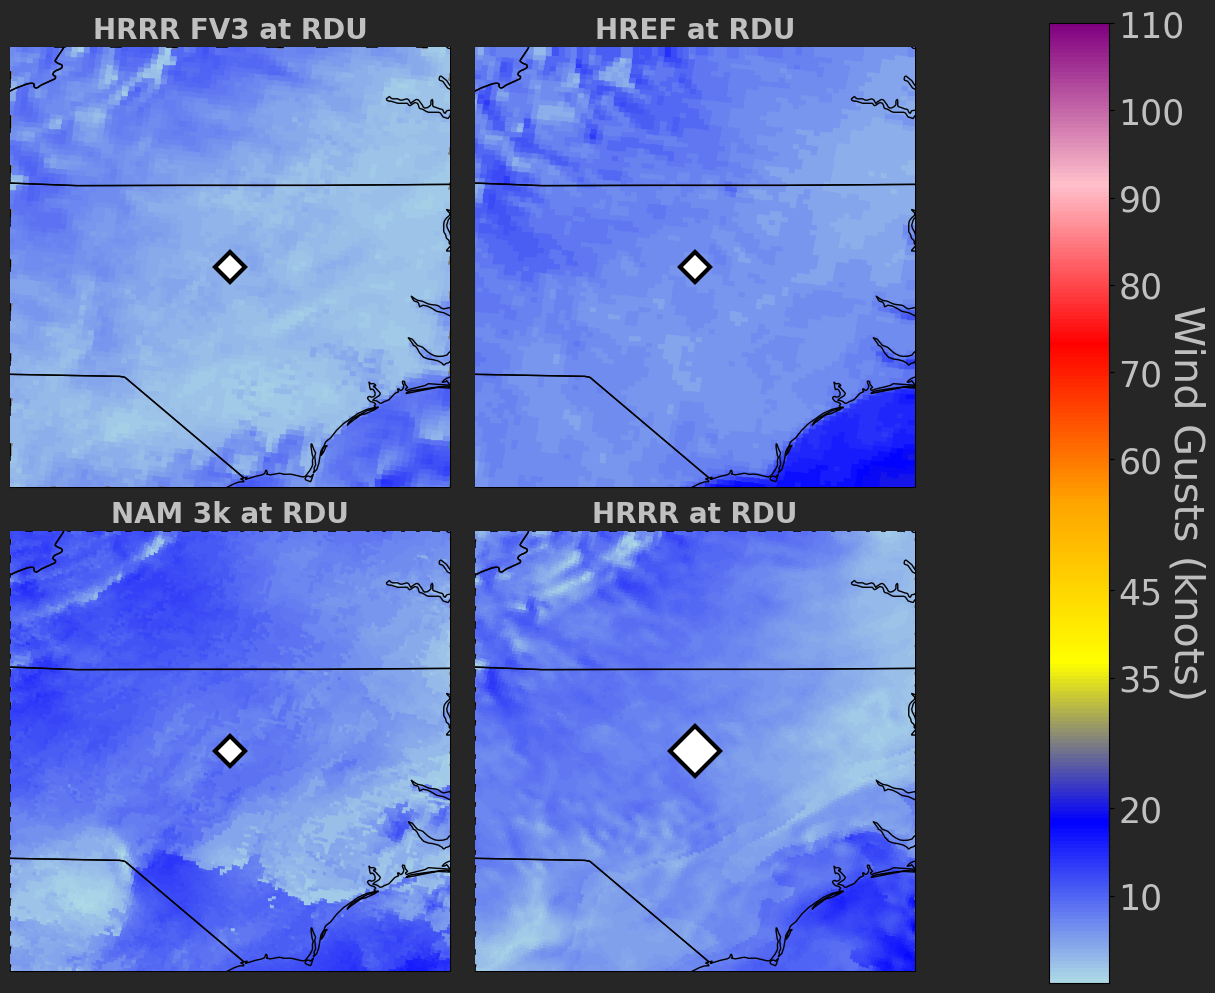 HRRR FV3 at RDU
HREF at RDU
NAM 3k at RDU
HRRR at RDU
110
100
90
80
70
60
45
35
20
10
Wind Gusts (knots)